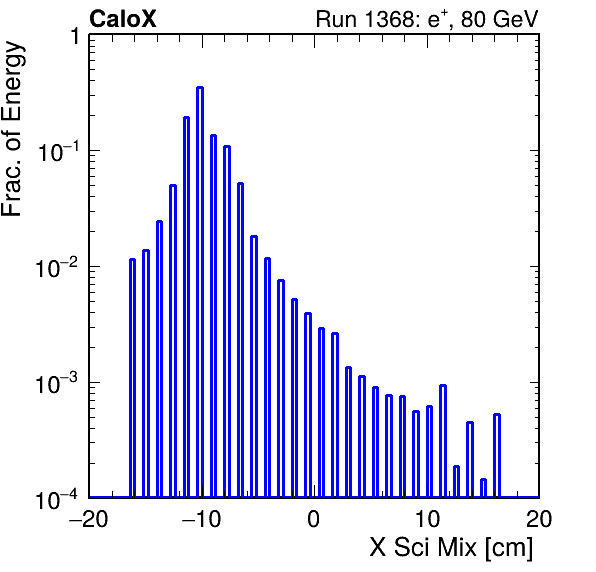 CaloX Run 1368: e⁺, 80 GeV
Frac. of Energy
1
10⁻¹
10⁻²
10⁻³
10⁻⁴
−20 −10 0 10 20
X Sci Mix [cm]